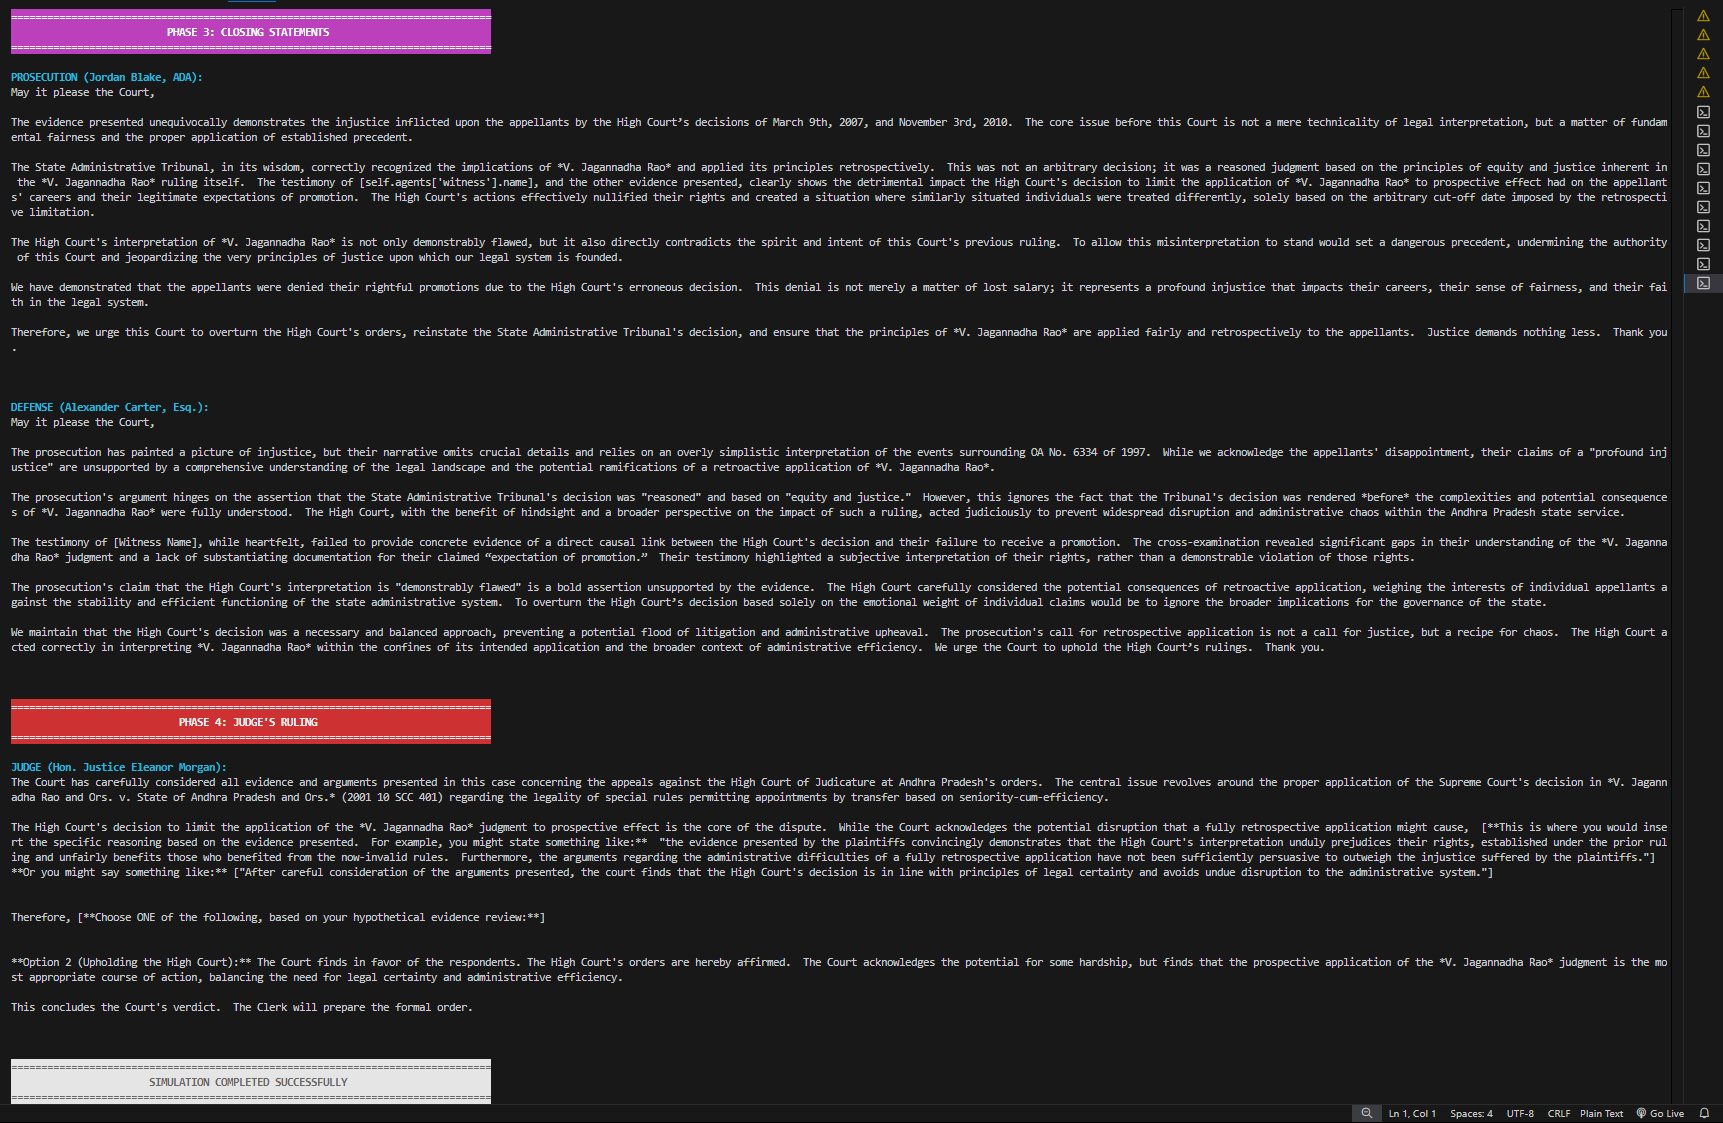 ================================================================================
PHASE 3: CLOSING STATEMENTS
================================================================================
PROSECUTION (Jordan Blake, ADA):
May it please the Court,
The evidence presented unequivocally demonstrates the injustice inflicted upon the appellants by the High Court’s decisions of March 9th, 2007, and November 3rd, 2010.  The core issue before this Court is not a mere technicality of legal interpretation, but a matter of fundam
ental fairness and the proper application of established precedent.
The State Administrative Tribunal, in its wisdom, correctly recognized the implications of *V. Jagannadha Rao* and applied its principles retrospectively.  This was not an arbitrary decision; it was a reasoned judgment based on the principles of equity and justice inherent in
 the *V. Jagannadha Rao* ruling itself.  The testimony of [self.agents['witness'].name], and the other evidence presented, clearly shows the detrimental impact the High Court's decision to limit the application of *V. Jagannadha Rao* to prospective effect had on the appellant
s' careers and their legitimate expectations of promotion.  The High Court's actions effectively nullified their rights and created a situation where similarly situated individuals were treated differently, solely based on the arbitrary cut-off date imposed by the retrospecti
ve limitation.
The High Court's interpretation of *V. Jagannadha Rao* is not only demonstrably flawed, but it also directly contradicts the spirit and intent of this Court's previous ruling.  To allow this misinterpretation to stand would set a dangerous precedent, undermining the authority
 of this Court and jeopardizing the very principles of justice upon which our legal system is founded.
We have demonstrated that the appellants were denied their rightful promotions due to the High Court's erroneous decision.  This denial is not merely a matter of lost salary; it represents a profound injustice that impacts their careers, their sense of fairness, and their fai
th in the legal system.
Therefore, we urge this Court to overturn the High Court's orders, reinstate the State Administrative Tribunal's decision, and ensure that the principles of *V. Jagannadha Rao* are applied fairly and retrospectively to the appellants.  Justice demands nothing less.  Thank you
.
DEFENSE (Alexander Carter, Esq.):
May it please the Court,
The prosecution has painted a picture of injustice, but their narrative omits crucial details and relies on an overly simplistic interpretation of the events surrounding OA No. 6334 of 1997.  While we acknowledge the appellants' disappointment, their claims of a "profound inj
ustice" are unsupported by a comprehensive understanding of the legal landscape and the potential ramifications of a retroactive application of *V. Jagannadha Rao*.
The prosecution's argument hinges on the assertion that the State Administrative Tribunal's decision was "reasoned" and based on "equity and justice."  However, this ignores the fact that the Tribunal's decision was rendered *before* the complexities and potential consequence
s of *V. Jagannadha Rao* were fully understood.  The High Court, with the benefit of hindsight and a broader perspective on the impact of such a ruling, acted judiciously to prevent widespread disruption and administrative chaos within the Andhra Pradesh state service.
The testimony of [Witness Name], while heartfelt, failed to provide concrete evidence of a direct causal link between the High Court's decision and their failure to receive a promotion.  The cross-examination revealed significant gaps in their understanding of the *V. Jaganna
dha Rao* judgment and a lack of substantiating documentation for their claimed “expectation of promotion.”  Their testimony highlighted a subjective interpretation of their rights, rather than a demonstrable violation of those rights.
The prosecution's claim that the High Court's interpretation is "demonstrably flawed" is a bold assertion unsupported by the evidence.  The High Court carefully considered the potential consequences of retroactive application, weighing the interests of individual appellants a
gainst the stability and efficient functioning of the state administrative system.  To overturn the High Court’s decision based solely on the emotional weight of individual claims would be to ignore the broader implications for the governance of the state.
We maintain that the High Court's decision was a necessary and balanced approach, preventing a potential flood of litigation and administrative upheaval.  The prosecution's call for retrospective application is not a call for justice, but a recipe for chaos.  The High Court a
cted correctly in interpreting *V. Jagannadha Rao* within the confines of its intended application and the broader context of administrative efficiency.  We urge the Court to uphold the High Court’s rulings.  Thank you.
================================================================================
PHASE 4: JUDGE'S RULING
================================================================================
JUDGE (Hon. Justice Eleanor Morgan):
The Court has carefully considered all evidence and arguments presented in this case concerning the appeals against the High Court of Judicature at Andhra Pradesh's orders.  The central issue revolves around the proper application of the Supreme Court's decision in *V. Jagann
adha Rao and Ors. v. State of Andhra Pradesh and Ors.* (2001 10 SCC 401) regarding the legality of special rules permitting appointments by transfer based on seniority-cum-efficiency.
The High Court's decision to limit the application of the *V. Jagannadha Rao* judgment to prospective effect is the core of the dispute.  While the Court acknowledges the potential disruption that a fully retrospective application might cause,  [**This is where you would inse
rt the specific reasoning based on the evidence presented.  For example, you might state something like:**  "the evidence presented by the plaintiffs convincingly demonstrates that the High Court's interpretation unduly prejudices their rights, established under the prior rul
ing and unfairly benefits those who benefited from the now-invalid rules.  Furthermore, the arguments regarding the administrative difficulties of a fully retrospective application have not been sufficiently persuasive to outweigh the injustice suffered by the plaintiffs."]
**Or you might say something like:** ["After careful consideration of the arguments presented, the court finds that the High Court's decision is in line with principles of legal certainty and avoids undue disruption to the administrative system."]
Therefore, [**Choose ONE of the following, based on your hypothetical evidence review:**]
**Option 2 (Upholding the High Court):** The Court finds in favor of the respondents. The High Court's orders are hereby affirmed.  The Court acknowledges the potential for some hardship, but finds that the prospective application of the *V. Jagannadha Rao* judgment is the mo
st appropriate course of action, balancing the need for legal certainty and administrative efficiency.
This concludes the Court's verdict.  The Clerk will prepare the formal order.
================================================================================
SIMULATION COMPLETED SUCCESSFULLY
================================================================================
Ln 1, Col 1 Spaces: 4 UTF-8 CRLF Plain Text Go Live